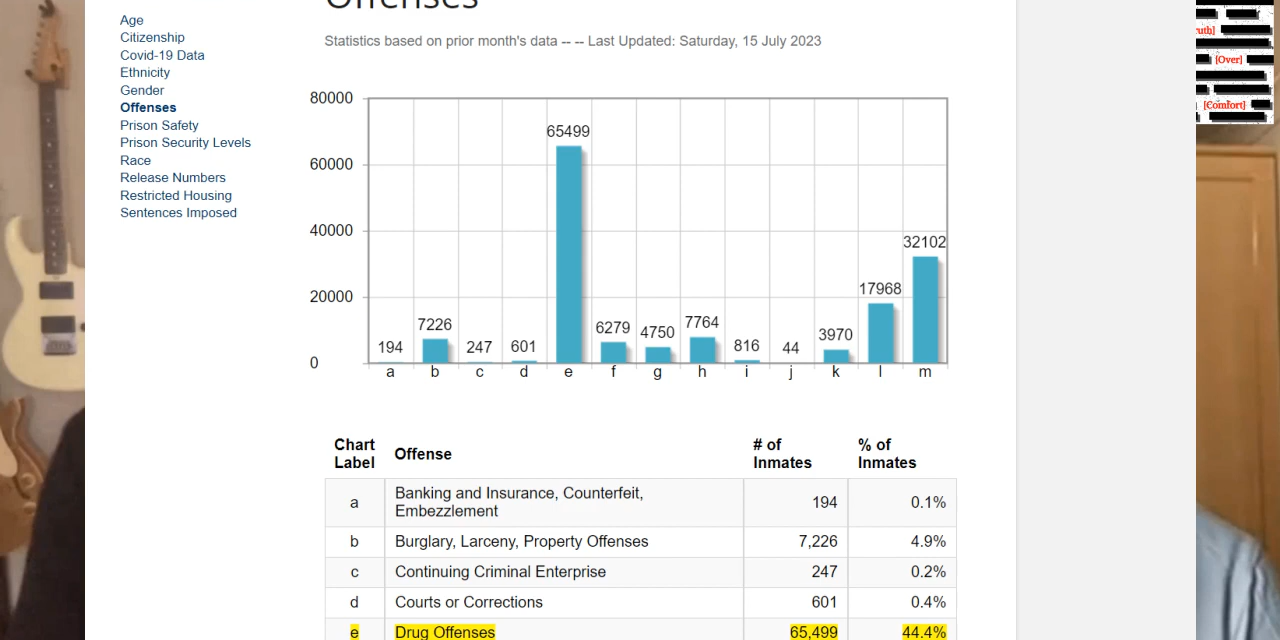 Offenses
Age
Citizenship
Covid-19 Data
Ethnicity
Gender
Offenses
Prison Safety
Prison Security Levels
Race
Release Numbers
Restricted Housing
Sentences Imposed
Statistics based on prior month's data -- -- Last Updated: Saturday, 15 July 2023
80000
60000
40000
20000
0
194
7226
247
601
65499
6279
4750
7764
816
44
3970
17968
32102
a b c d e f g h i j k l m
Chart Label Offense # of Inmates % of Inmates
a Banking and Insurance, Counterfeit,
Embezzlement 194 0.1%
b Burglary, Larceny, Property Offenses 7,226 4.9%
c Continuing Criminal Enterprise 247 0.2%
d Courts or Corrections 601 0.4%
e Drug Offenses 65,499 44.4%
[Over]
[Comfort]